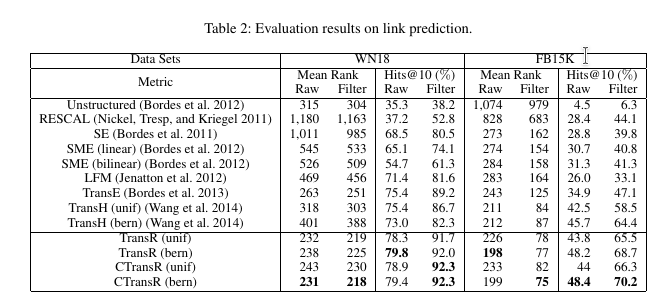 Table 2: Evaluation results on link prediction.
Data Sets WN18 FB15K
Metric Mean Rank Hits@10 (%) Mean Rank Hits@10 (%)
Raw Filter Raw Filter Raw Filter Raw Filter
Unstructured (Bordes et al. 2012) 315 304 35.3 38.2 1,074 979 4.5 6.3
RESCAL (Nickel, Tresp, and Kriegel 2011) 1,180 1,163 37.2 52.8 828 683 28.4 44.1
SE (Bordes et al. 2011) 1,011 985 68.5 80.5 273 162 28.8 39.8
SME (linear) (Bordes et al. 2012) 545 533 65.1 74.1 274 154 30.7 40.8
SME (bilinear) (Bordes et al. 2012) 526 509 54.7 61.3 284 158 31.3 41.3
LFM (Jenatton et al. 2012) 469 456 71.4 81.6 283 164 26.0 33.1
TransE (Bordes et al. 2013) 263 251 75.4 89.2 243 125 34.9 47.1
TransH (unif) (Wang et al. 2014) 318 303 75.4 86.7 211 84 42.5 58.5
TransH (bern) (Wang et al. 2014) 401 388 73.0 82.3 212 87 45.7 64.4
TransR (unif) 232 219 78.3 91.7 226 78 43.8 65.5
TransR (bern) 238 225 79.8 92.0 198 77 48.2 68.7
CTransR (unif) 243 230 78.9 92.3 233 82 44 66.3
CTransR (bern) 231 218 79.4 92.3 199 75 48.4 70.2